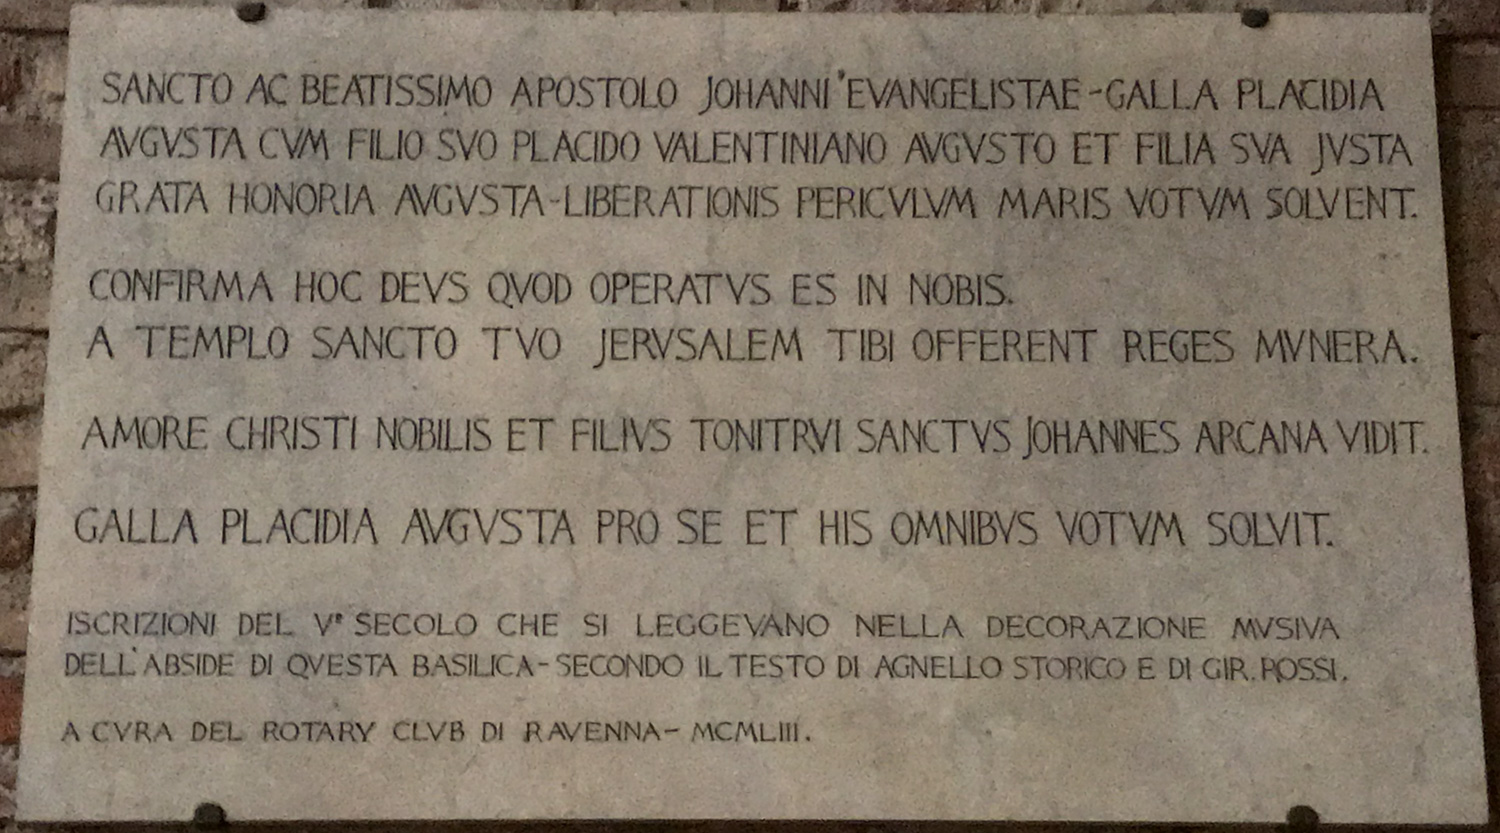 SANCTO AC BEATISSIMO APOSTOLO JOHANNI EVANGELISTAE-GALLA PLACIDIA
AVGVSTA CVM FILIO SVO PLACIDO VALENTINIANO AVGVSTO ET FILIA SVA JVSTA
GRATA HONORIA AVGVSTA-LIBERATIONIS PERICVLVM MARIS VOTVM SOLVENT.
CONFIRMA HOC DEVS QVOD OPERATVS ES IN NOBIS.
A TEMPLO SANCTO TVO JERVSALEM TIBI OFFERENT REGES MVNERA.
AMORE CHRISTI NOBILIS ET FILIVS TONITRVI SANCTVS JOHANNES ARCANA VIDIT.
GALLA PLACIDIA AVGVSTA PRO SE ET HIS OMNIBVS VOTVM SOLVIT.
ISCRIZIONI DEL V° SECOLO CHE SI LEGGEVANO NELLA DECORAZIONE MVSIVA
DELL'ABSIDE DI QVESTA BASILICA-SECONDO IL TESTO DI AGNELLO STORICO E DI GIR. ROSSI.
A CVRA DEL ROTARY CLVB DI RAVENNA-MCMLIII.